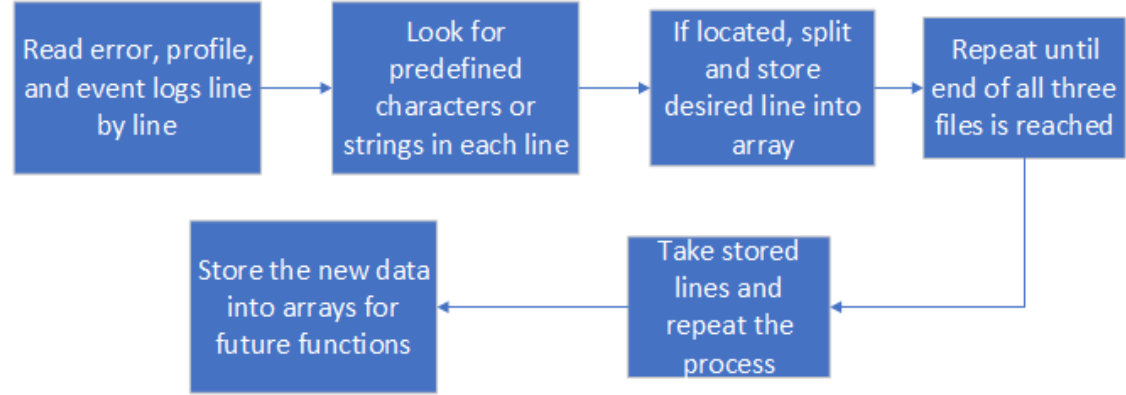 Read error, profile,
and event logs line
by line
Look for
predefined
characters or
strings in each line
If located, split
and store
desired line into
array
Repeat until
end of all three
files is reached
Take stored
lines and
repeat the
process
Store the new data
into arrays for
future functions